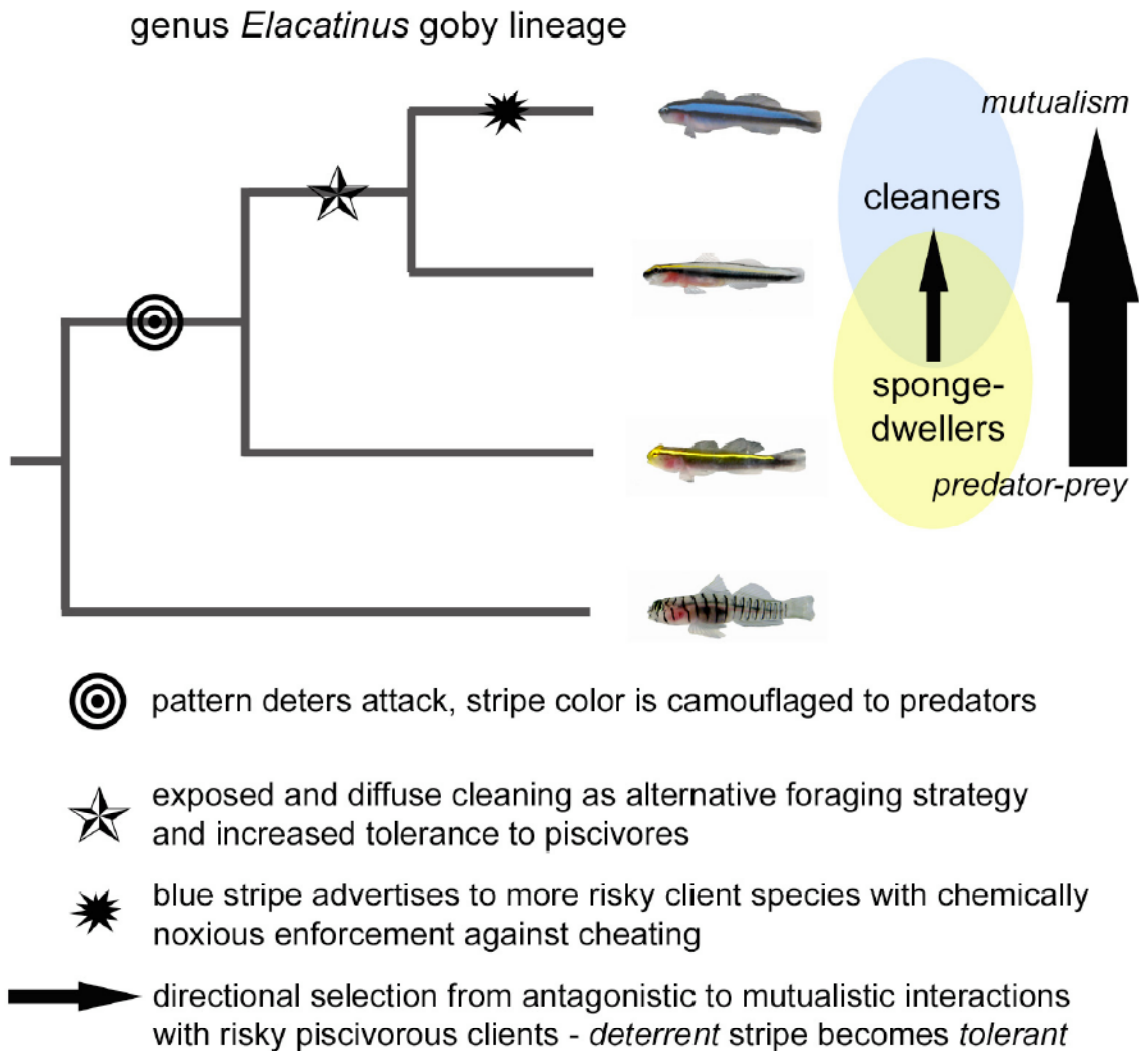 genus Elacatinus goby lineage
mutualism
cleaners
sponge-
dwellers
predator-prey
pattern deters attack, stripe color is camouflaged to predators
exposed and diffuse cleaning as alternative foraging strategy
and increased tolerance to piscivores
blue stripe advertises to more risky client species with chemically
noxious enforcement against cheating
directional selection from antagonistic to mutualistic interactions
with risky piscivorous clients - deterrent stripe becomes tolerant